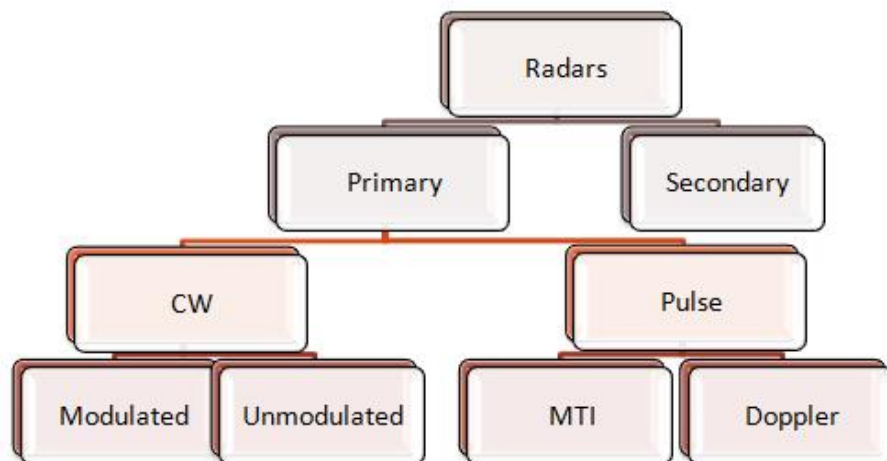 Radars
Primary
Secondary
CW
Pulse
Modulated
Unmodulated
MTI
Doppler